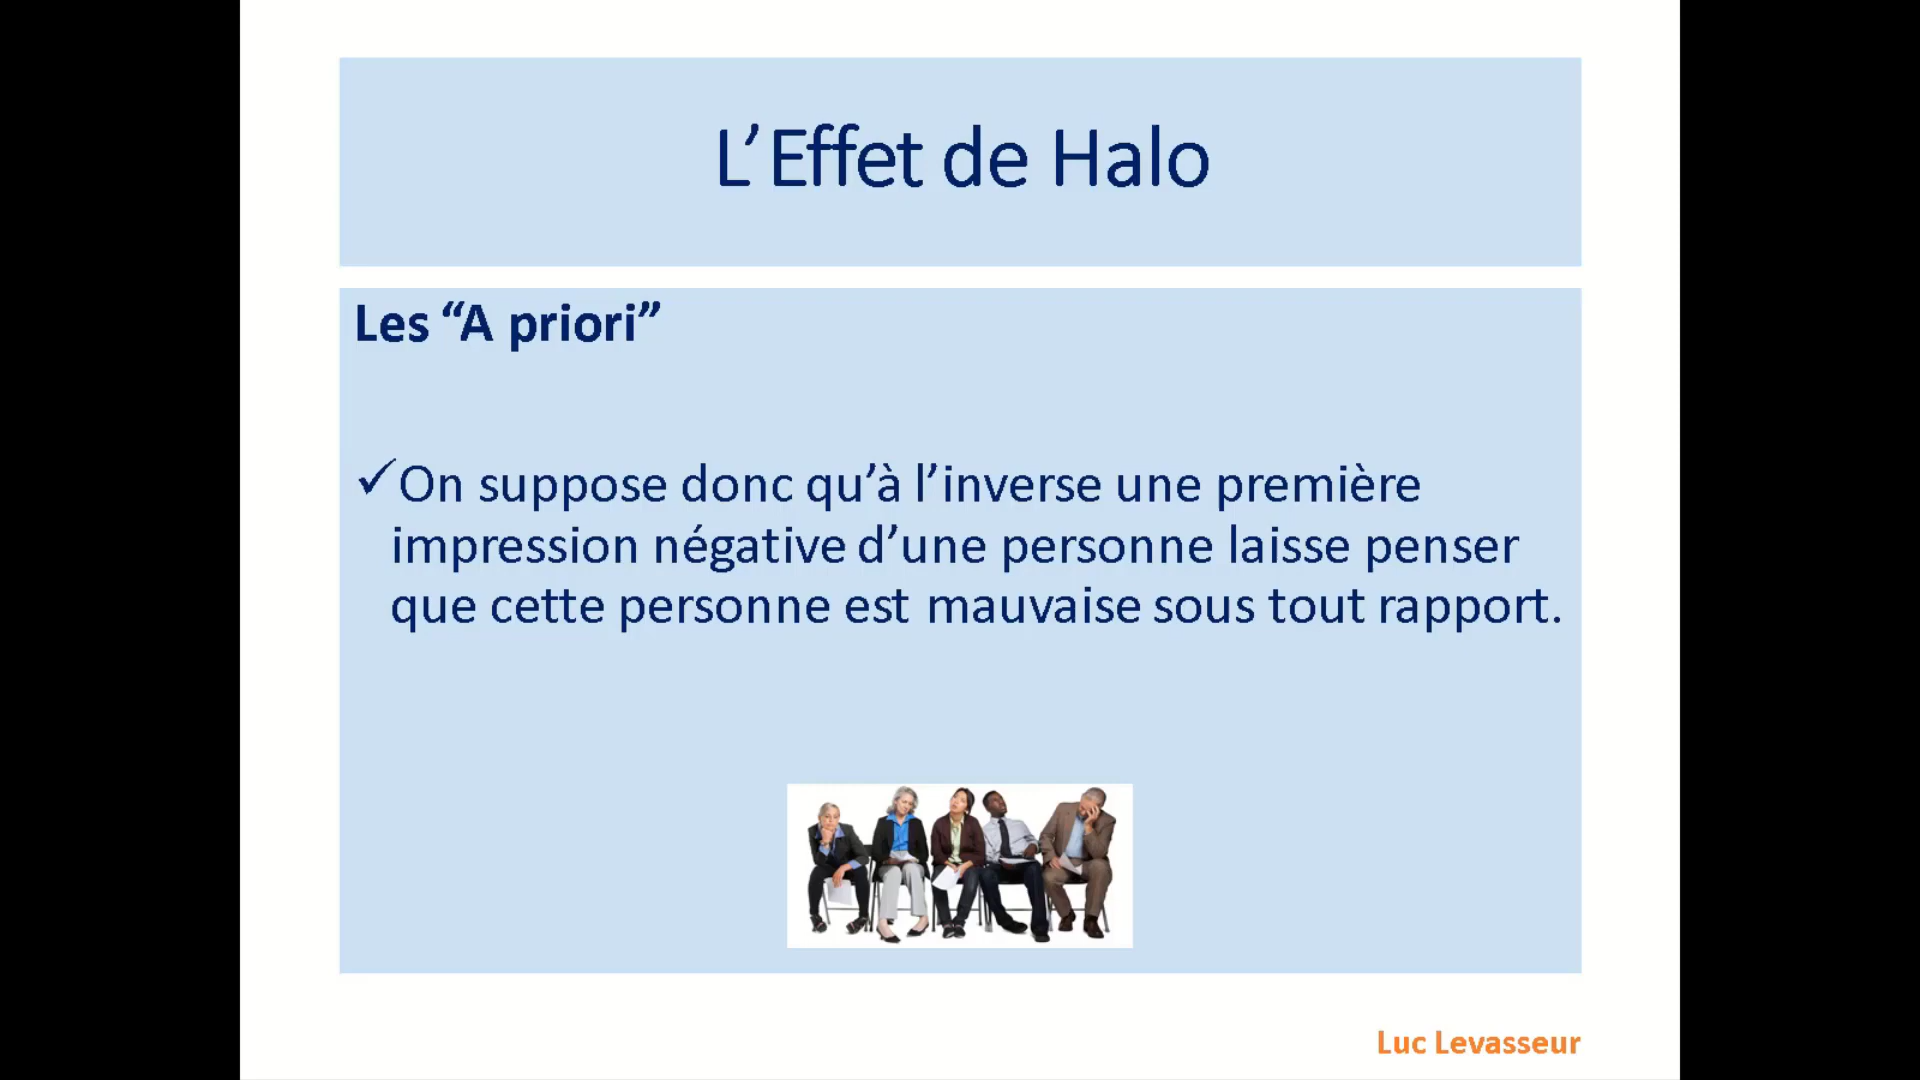 L’Effet de Halo
Les “A priori”
✓On suppose donc qu’à l’inverse une première
impression négative d’une personne laisse penser
que cette personne est mauvaise sous tout rapport.
Luc Levasseur